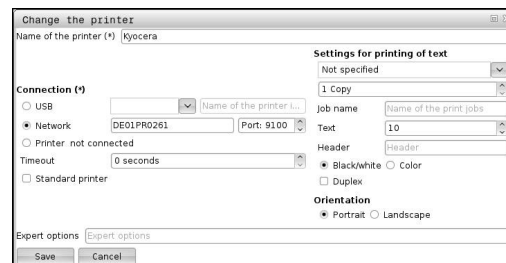 Change the printer
Name of the printer (*) Kyocera
Settings for printing of text
Not specified
Connection (*)
1 Copy
USB Name of the printer i...
Job name Name of the print jobs
Network DE01PR0261 Port: 9100
Text 10
Printer not connected
Header Header
Timeout 0 seconds
Black/white Color
Standard printer
Duplex
Orientation
Portrait Landscape
Expert options Expert options
Save Cancel